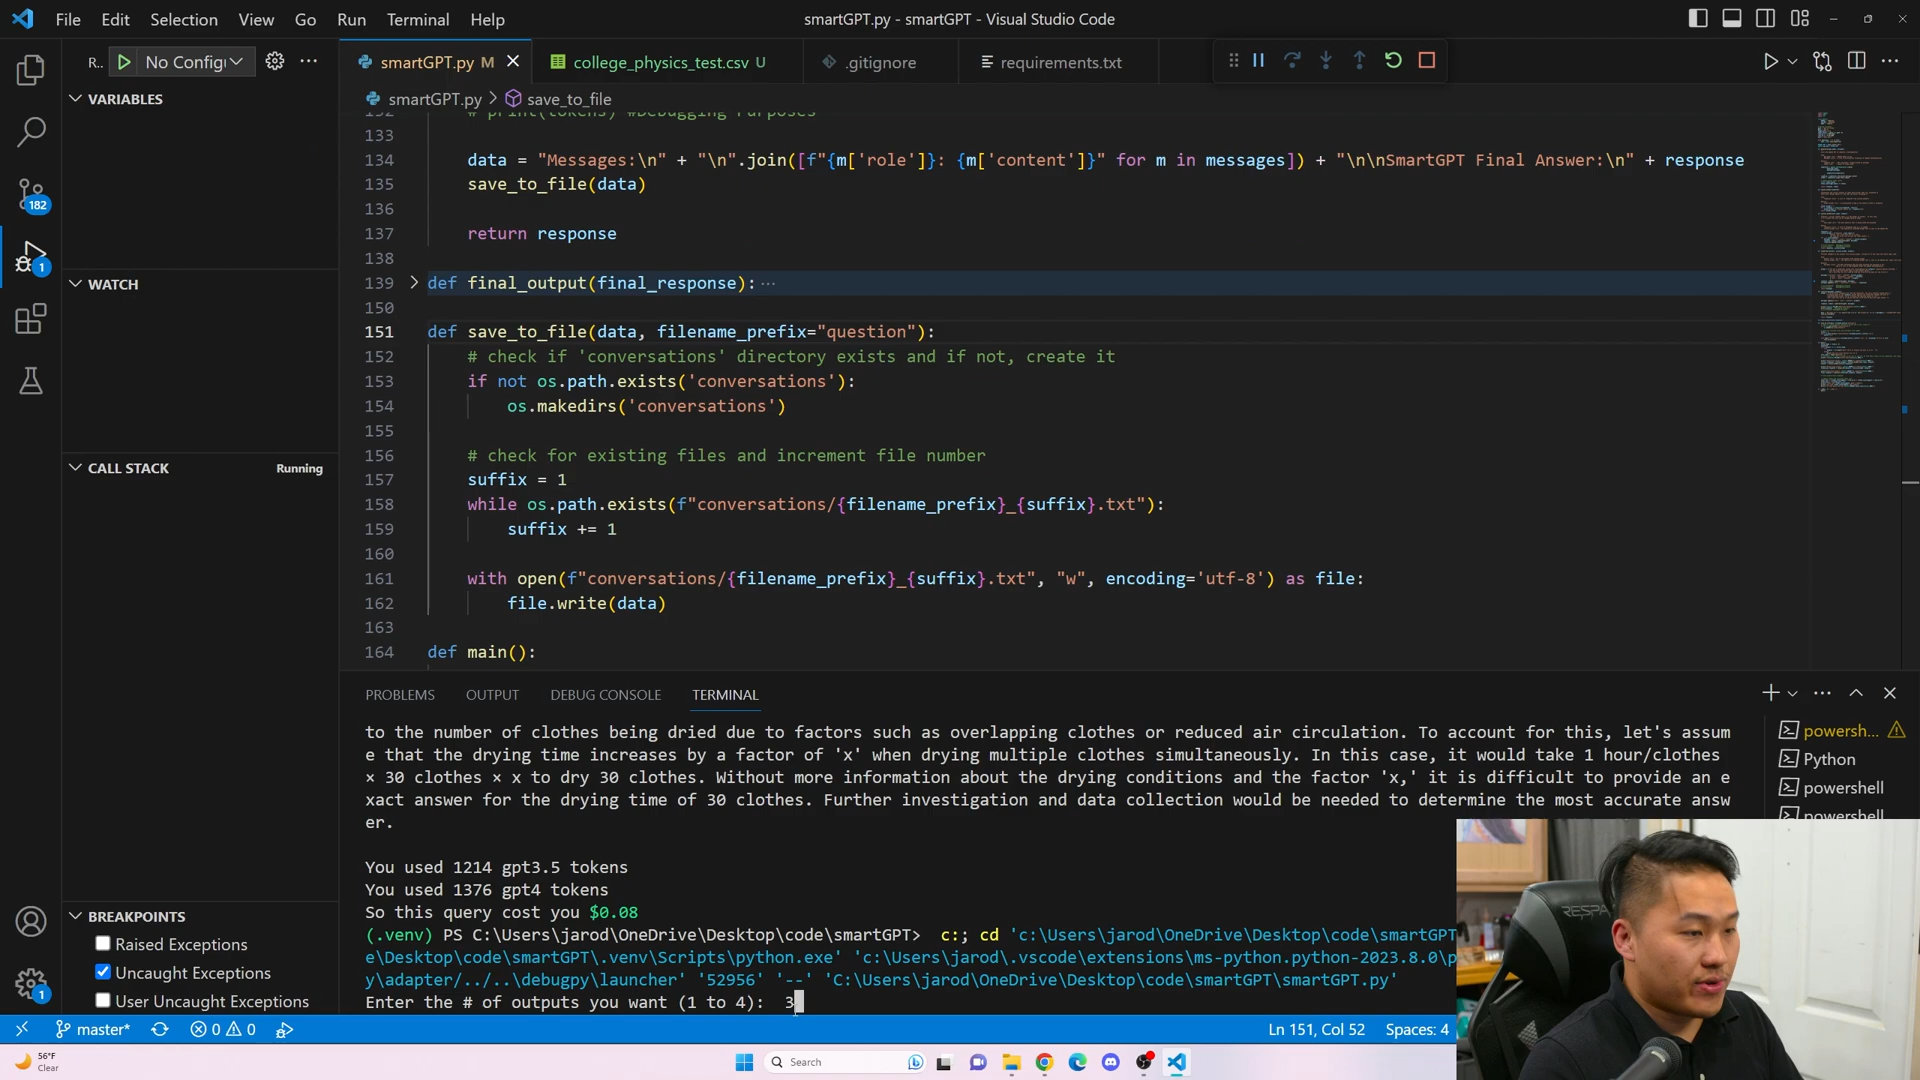 File Edit Selection View Go Run Terminal Help
smartGPT.py - smartGPT - Visual Studio Code
R.. No Config
smartGPT.py M
college_physics_test.csv U
.gitignore
requirements.txt
smartGPT.py > save_to_file
VARIABLES
WATCH
CALL STACK Running
BREAKPOINTS
Raised Exceptions
Uncaught Exceptions
User Uncaught Exceptions
182
1
1
132 # print(tokens) #Debugging Purposes
133
134 data = "Messages:\n" + "\n".join([f"{m['role']}: {m['content']}" for m in messages]) + "\n\nSmartGPT Final Answer:\n" + response
135 save_to_file(data)
136
137 return response
138
139 def final_output(final_response): ···
150
151 def save_to_file(data, filename_prefix="question"):
152 # check if 'conversations' directory exists and if not, create it
153 if not os.path.exists('conversations'):
154 os.makedirs('conversations')
155
156 # check for existing files and increment file number
157 suffix = 1
158 while os.path.exists(f"conversations/{filename_prefix}_{suffix}.txt"):
159 suffix += 1
160
161 with open(f"conversations/{filename_prefix}_{suffix}.txt", "w", encoding='utf-8') as file:
162 file.write(data)
163
164 def main():
PROBLEMS OUTPUT DEBUG CONSOLE TERMINAL
to the number of clothes being dried due to factors such as overlapping clothes or reduced air circulation. To account for this, let's assum
e that the drying time increases by a factor of 'x' when drying multiple clothes simultaneously. In this case, it would take 1 hour/clothes
× 30 clothes × x to dry 30 clothes. Without more information about the drying conditions and the factor 'x,' it is difficult to provide an e
xact answer for the drying time of 30 clothes. Further investigation and data collection would be needed to determine the most accurate answ
er.
You used 1214 gpt3.5 tokens
You used 1376 gpt4 tokens
So this query cost you $0.08
(.venv) PS C:\Users\jarod\OneDrive\Desktop\code\smartGPT> c:; cd 'c:\Users\jarod\OneDrive\Desktop\code\smartGPT
e\Desktop\code\smartGPT\.venv\Scripts\python.exe' 'c:\Users\jarod\.vscode\extensions\ms-python.python-2023.8.0\p
y\adapter/../..\debugpy\launcher' '52956' '--' 'C:\Users\jarod\OneDrive\Desktop\code\smartGPT\smartGPT.py'
Enter the # of outputs you want (1 to 4): 3
powersh...
Python
powershell
powershell
master* 0 0
Ln 151, Col 52 Spaces: 4
56°F
Clear
Search